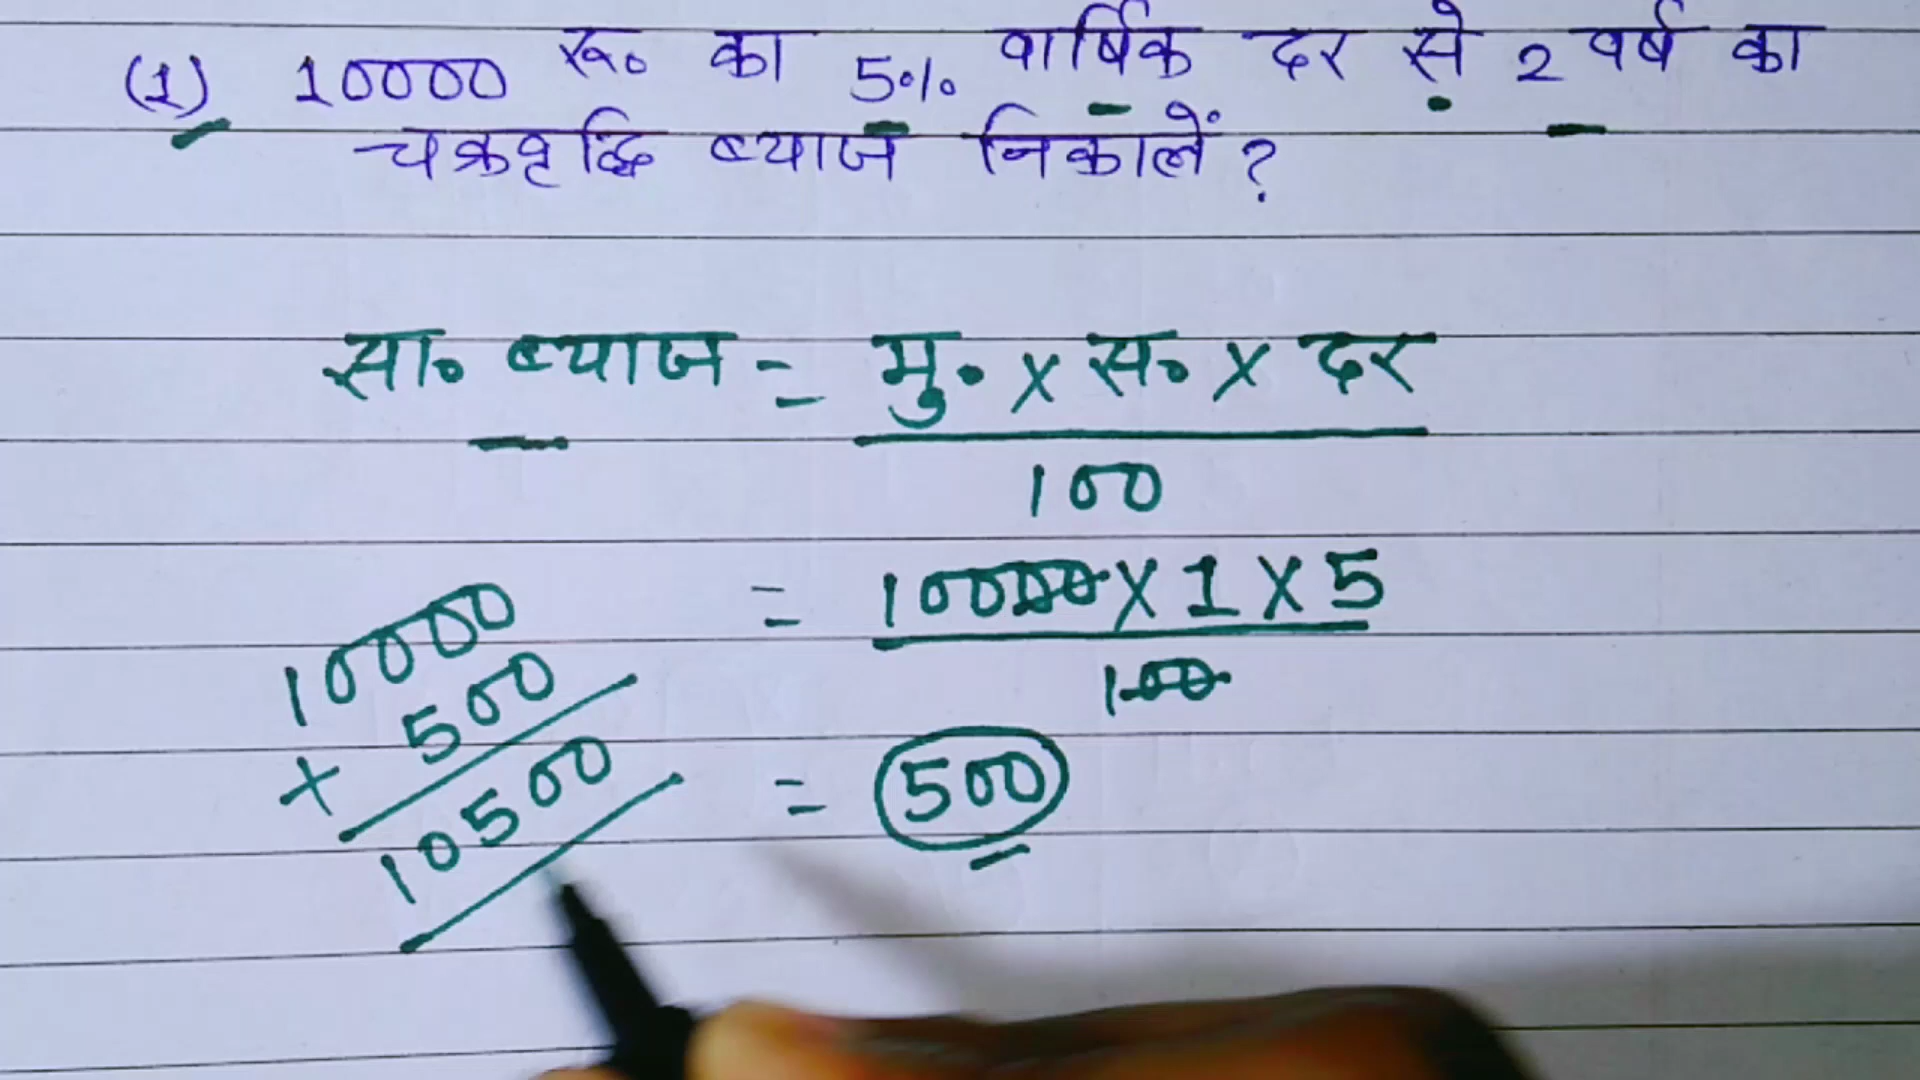 (1) 10000 रू० का 5% वार्षिक दर से 2 वर्ष का
चक्रवृद्धि ब्याज निकालें ?
सा० ब्याज = मु० X स० X दर
100
= 10000 X 1 X 5
100
= 500
10000
+ 500
10500